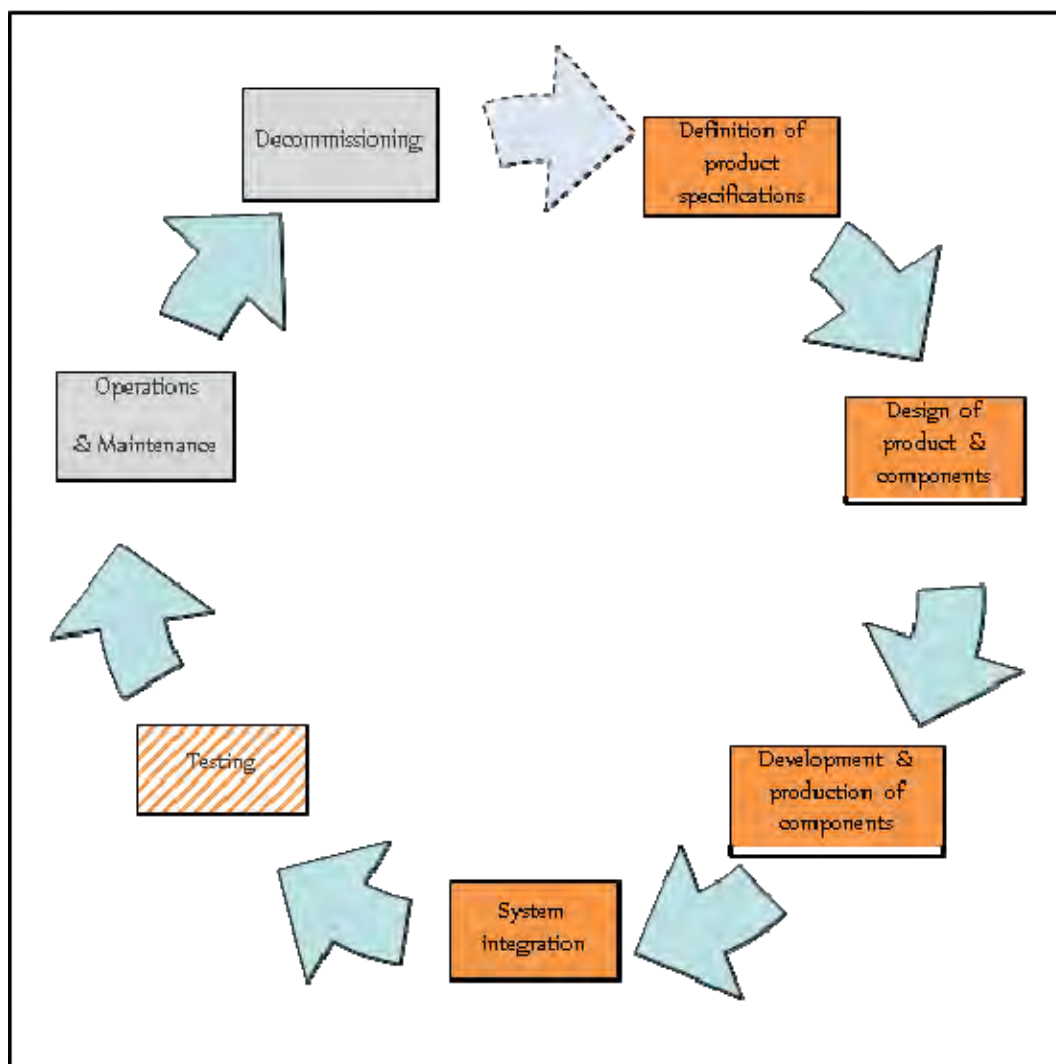 Decommissioning
Definition of
product
specifications
Design of
product &
components
Development &
production of
components
System
integration
Testing
Operations
& Maintenance